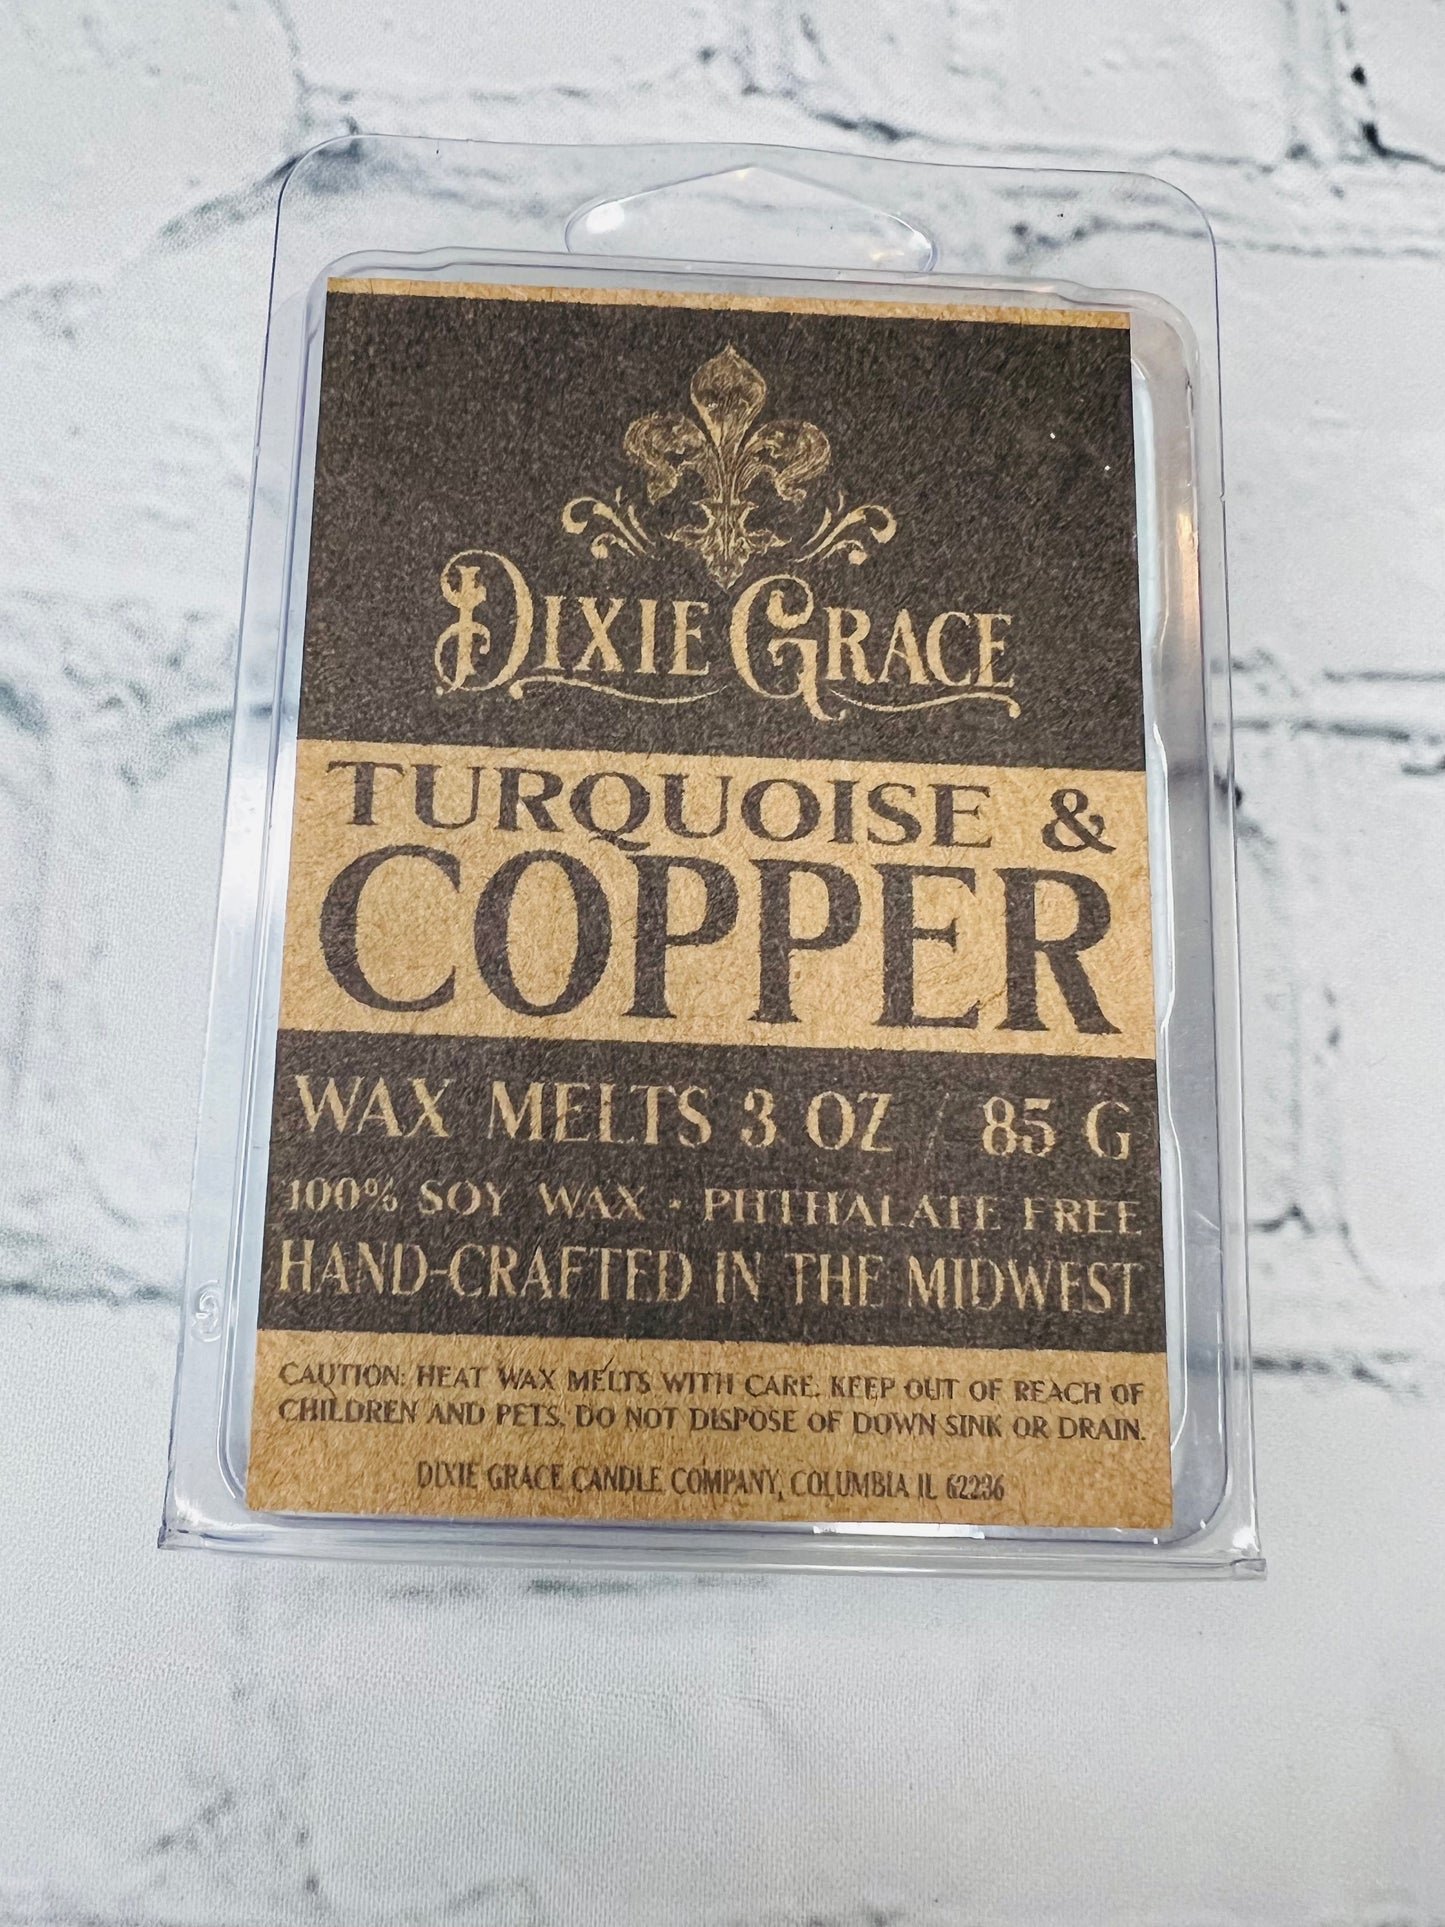 DIXIE GRACE
TURQUOISE &
COPPER
WAX MELTS 3 OZ / 85 G
100% SOY WAX • PHTHALATE FREE
HAND-CRAFTED IN THE MIDWEST
CAUTION: HEAT WAX MELTS WITH CARE. KEEP OUT OF REACH OF
CHILDREN AND PETS. DO NOT DISPOSE OF DOWN SINK OR DRAIN.
DIXIE GRACE CANDLE COMPANY, COLUMBIA IL 62236